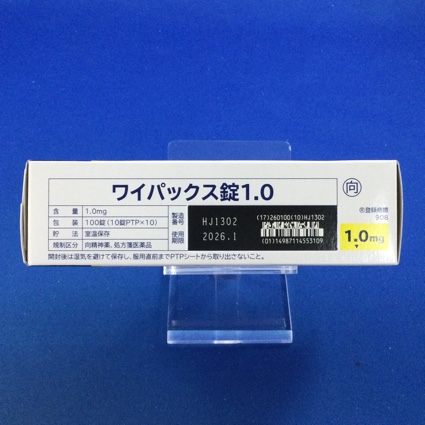 ワイパックス錠1.0
向
含 量 1.0mg
包 装 100錠(10錠PTP×10)
貯 法 室温保存
規制区分 向精神薬、処方箋医薬品
製造番号 HJ1302
使用期限 2026.1
(17)260100(10)HJ1302
(01)14987114553109
®登録商標
90B
1.0mg
開封後は湿気を避けて保存し、服用直前までPTPシートから取り出さないこと。